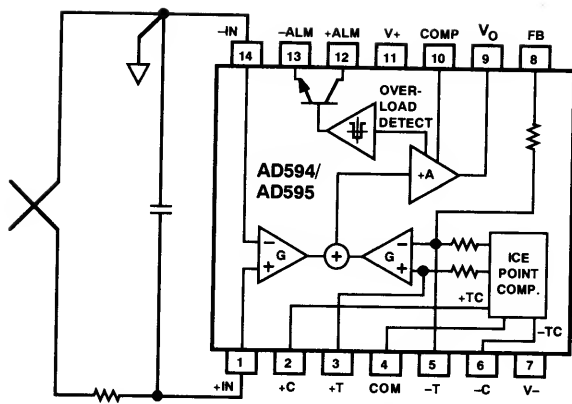 –IN –ALM +ALM V+ COMP VO FB
14 13 12 11 10 9 8
OVER-
LOAD
DETECT
AD594/
AD595
+A
– G
+
+
– G
+
ICE
POINT
COMP.
+TC
–TC
1 2 3 4 5 6 7
+IN +C +T COM –T –C V–